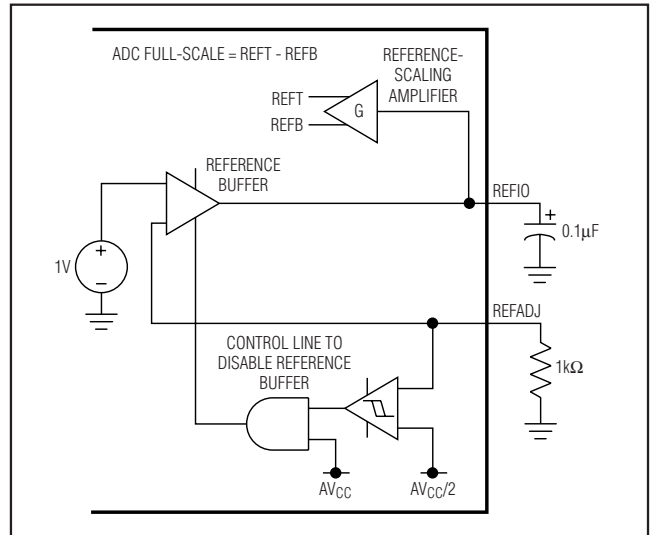 ADC FULL-SCALE = REFT - REFB
REFERENCE-
SCALING
AMPLIFIER
REFT
REFB
G
REFERENCE
BUFFER
REFIO
+
0.1μF
1V
+
−
REFADJ
CONTROL LINE TO
DISABLE REFERENCE
BUFFER
1kΩ
AVCC
AVCC/2